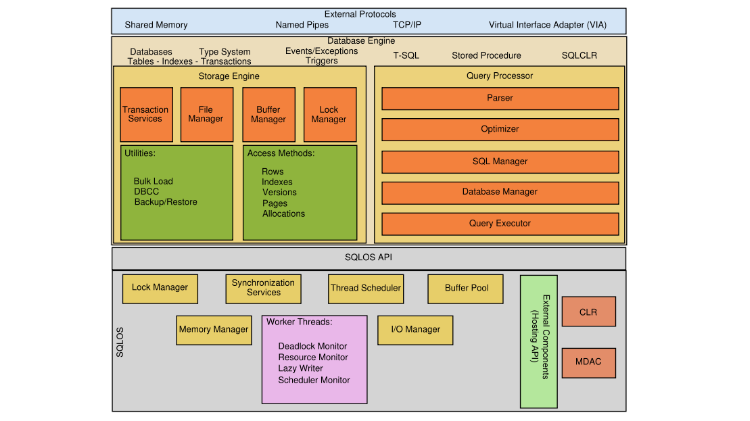 External Protocols
Shared Memory
Named Pipes
TCP/IP
Virtual Interface Adapter (VIA)
Database Engine
Databases
Type System
Events/Exceptions
Tables - Indexes - Transactions
Triggers
T-SQL
Stored Procedure
SQLCLR
Storage Engine
Transaction
Services
File
Manager
Buffer
Manager
Lock
Manager
Utilities:
Bulk Load
DBCC
Backup/Restore
Access Methods:
Rows
Indexes
Versions
Pages
Allocations
Query Processor
Parser
Optimizer
SQL Manager
Database Manager
Query Executor
SQLOS API
SQLOS
Lock Manager
Synchronization
Services
Thread Scheduler
Buffer Pool
Memory Manager
Worker Threads:
Deadlock Monitor
Resource Monitor
Lazy Writer
Scheduler Monitor
I/O Manager
External Components
(Hosting API)
CLR
MDAC